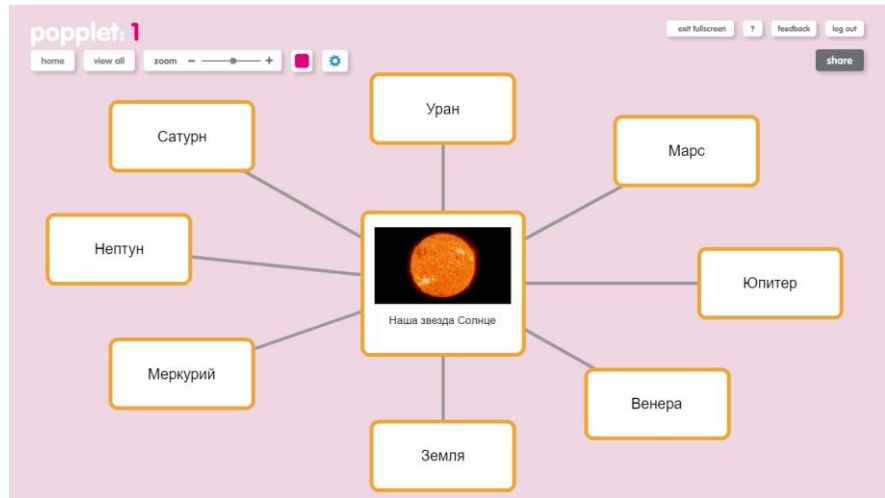 popplet: 1
exit fullscreen
?
feedback
log out
home
view all
zoom - +
share
Уран
Сатурн
Марс
Нептун
Юпитер
Наша звезда Солнце
Меркурий
Венера
Земля